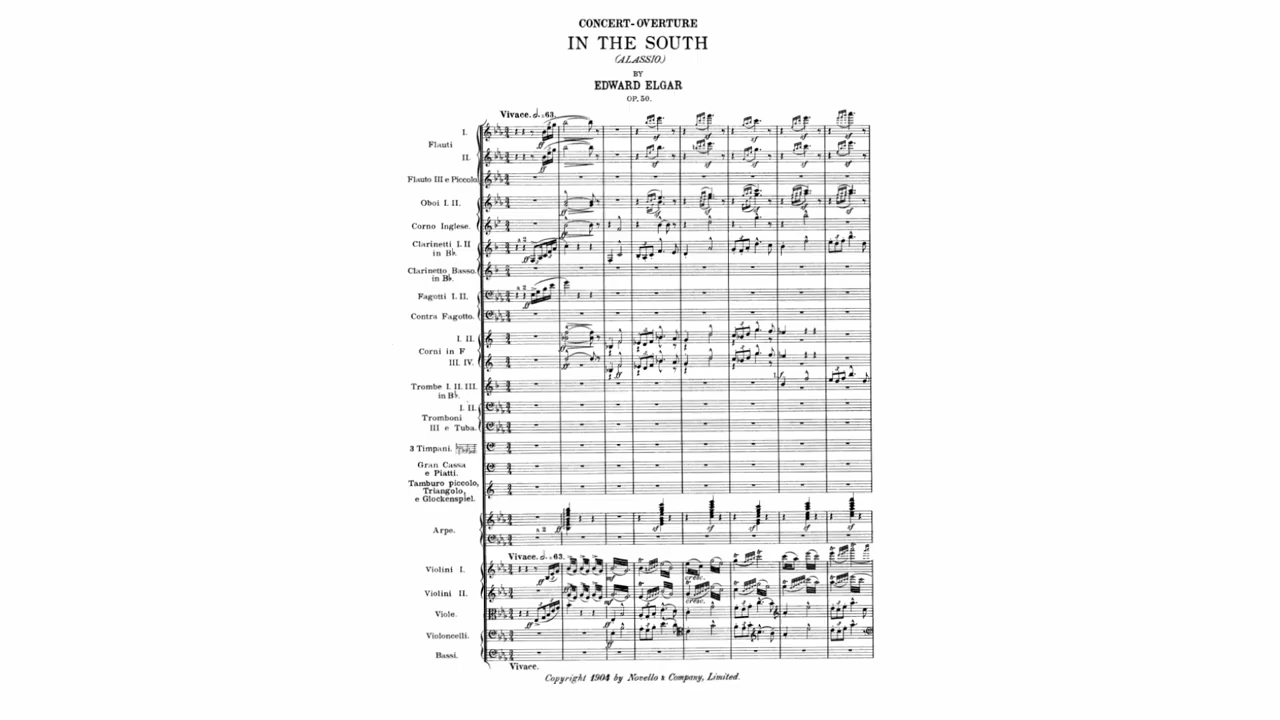 CONCERT-OVERTURE
IN THE SOUTH
(ALASSIO)
BY
EDWARD ELGAR
OP. 50.
Vivace. 𝅗𝅥. = 63.
I.
Flauti
II.
Flauto III e Piccolo
Oboi I. II.
Corno Inglese.
Clarinetti I. II
in B♭.
Clarinetto Basso.
in B♭.
Fagotti I. II.
Contra Fagotto.
I. II.
Corni in F
III. IV.
Trombe I. II. III.
in B♭.
I. II.
Tromboni
III e Tuba.
3 Timpani.
Gran Cassa
e Piatti.
Tamburo piccolo,
Triangolo,
e Glockenspiel.
Arpe.
Vivace. 𝅗𝅥. = 63.
Violini I.
Violini II.
Viole.
Violoncelli.
Bassi.
Vivace.
Copyright 1904 by Novello & Company, Limited.